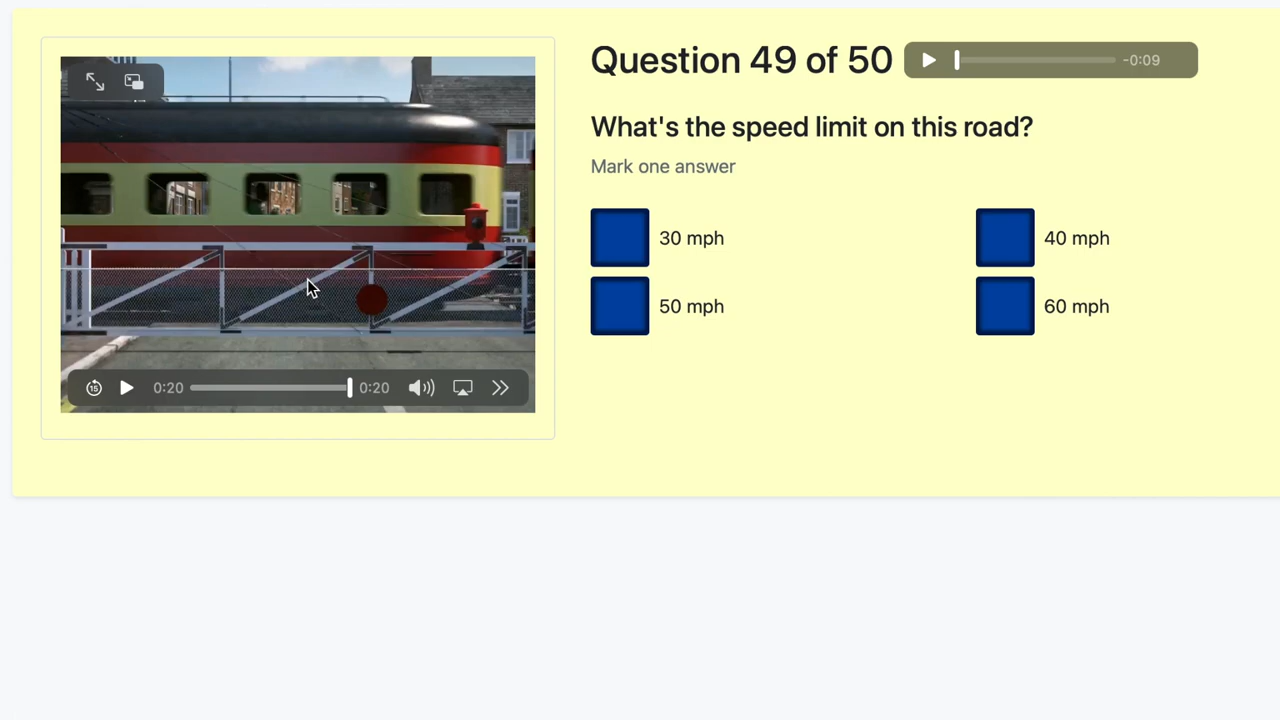 Question 49 of 50
-0:09
What's the speed limit on this road?
Mark one answer
30 mph
40 mph
50 mph
60 mph
15
0:20
0:20